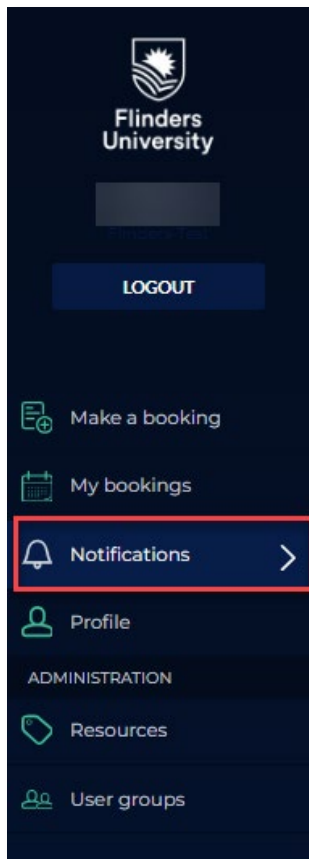 Flinders
University
LOGOUT
Make a booking
My bookings
Notifications
Profile
ADMINISTRATION
Resources
User groups